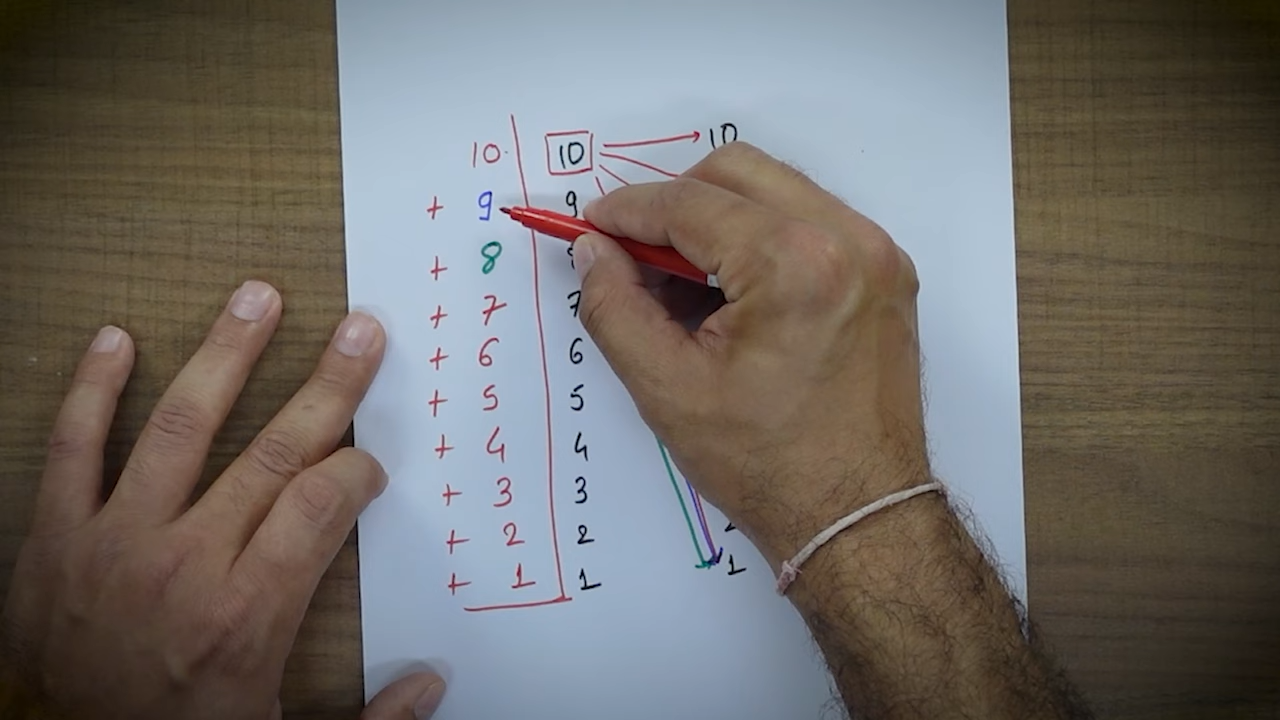 10 10 10
+ 9 9
+ 8
+ 7 7
+ 6 6
+ 5 5
+ 4 4
+ 3 3
+ 2 2
+ 1 1 1